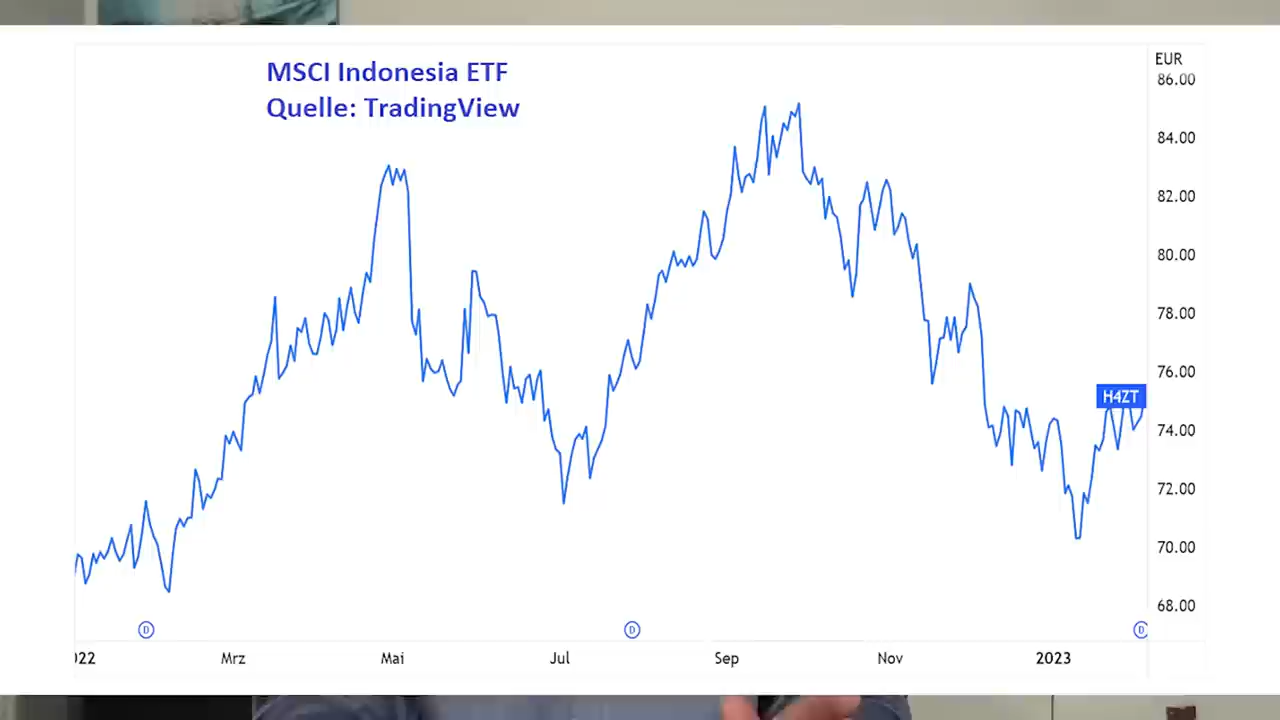 MSCI Indonesia ETF
Quelle: TradingView
EUR
86.00
84.00
82.00
80.00
78.00
76.00
H4ZT
74.00
72.00
70.00
68.00
D D D
022 Mrz Mai Jul Sep Nov 2023